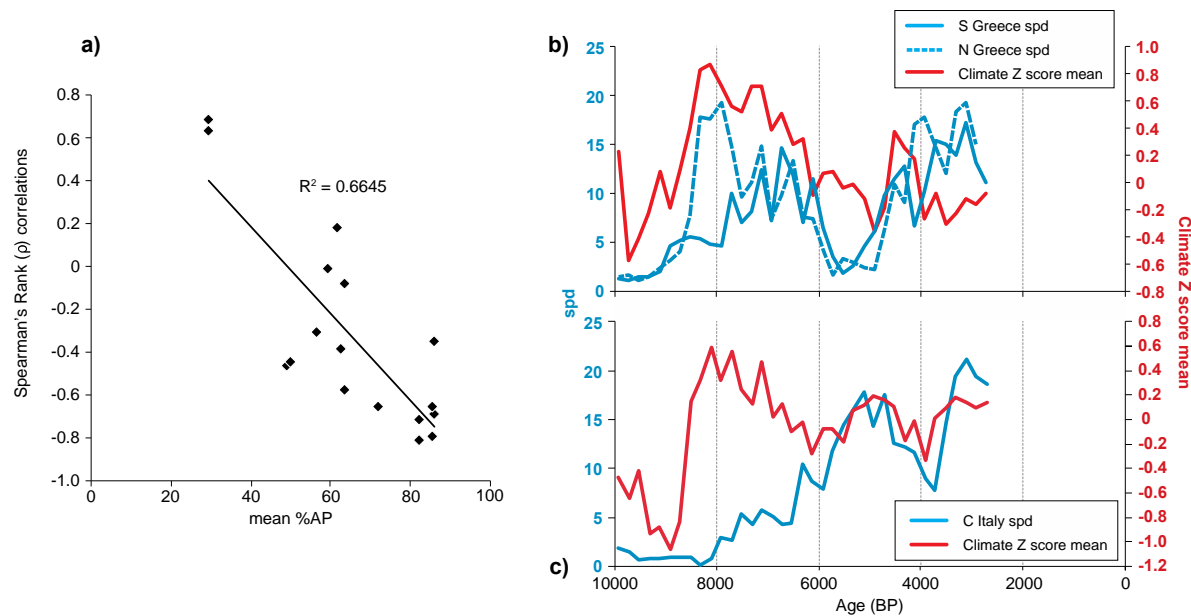 a)
0.8
0.6
0.4
0.2
0
-0.2
-0.4
-0.6
-0.8
-1.0
Spearman's Rank (ρ) correlations
R² = 0.6645
0 20 40 60 80 100
mean %AP
b)
S Greece spd
N Greece spd
Climate Z score mean
25
20
15
10
5
0
1.0
0.8
0.6
0.4
0.2
0
-0.2
-0.4
-0.6
-0.8
spd
Climate Z score mean
25
20
15
10
5
0
0.8
0.6
0.4
0.2
0
-0.2
-0.4
-0.6
-0.8
-1.0
-1.2
C Italy spd
Climate Z score mean
c)
10000 8000 6000 4000 2000 0
Age (BP)